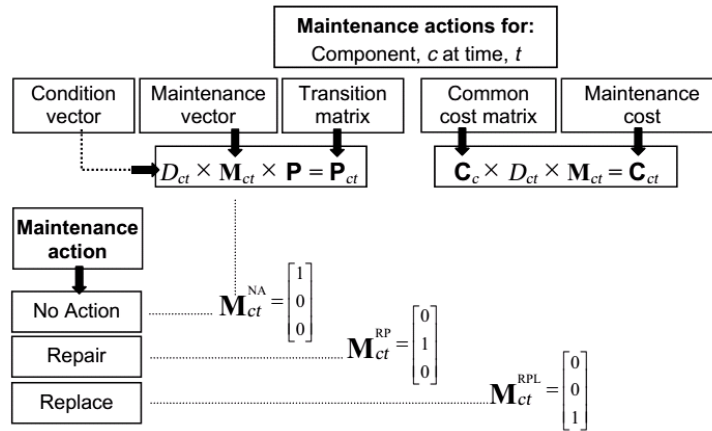 Maintenance actions for:
Component, c at time, t
Condition vector
Maintenance vector
Transition matrix
Common cost matrix
Maintenance cost
D_ct × M_ct × P = P_ct
C_c × D_ct × M_ct = C_ct
Maintenance action
No Action
M_ct^NA = [1 0 0]
Repair
M_ct^RP = [0 1 0]
Replace
M_ct^RPL = [0 0 1]